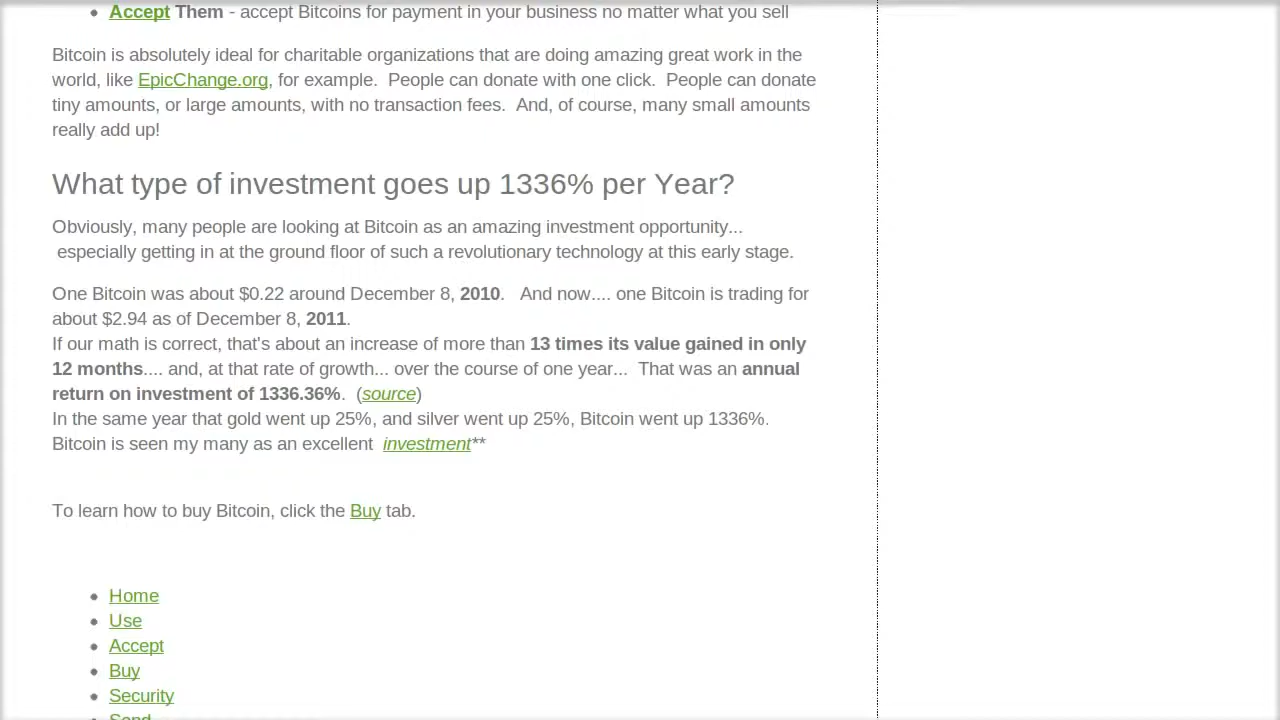 Accept Them - accept Bitcoins for payment in your business no matter what you sell
Bitcoin is absolutely ideal for charitable organizations that are doing amazing great work in the
world, like EpicChange.org, for example.  People can donate with one click.  People can donate
tiny amounts, or large amounts, with no transaction fees.  And, of course, many small amounts
really add up!
What type of investment goes up 1336% per Year?
Obviously, many people are looking at Bitcoin as an amazing investment opportunity...
especially getting in at the ground floor of such a revolutionary technology at this early stage.
One Bitcoin was about $0.22 around December 8, 2010.   And now.... one Bitcoin is trading for
about $2.94 as of December 8, 2011.
If our math is correct, that's about an increase of more than 13 times its value gained in only
12 months.... and, at that rate of growth... over the course of one year...  That was an annual
return on investment of 1336.36%.  (source)
In the same year that gold went up 25%, and silver went up 25%, Bitcoin went up 1336%.
Bitcoin is seen my many as an excellent  investment**
To learn how to buy Bitcoin, click the Buy tab.
Home
Use
Accept
Buy
Security
Send